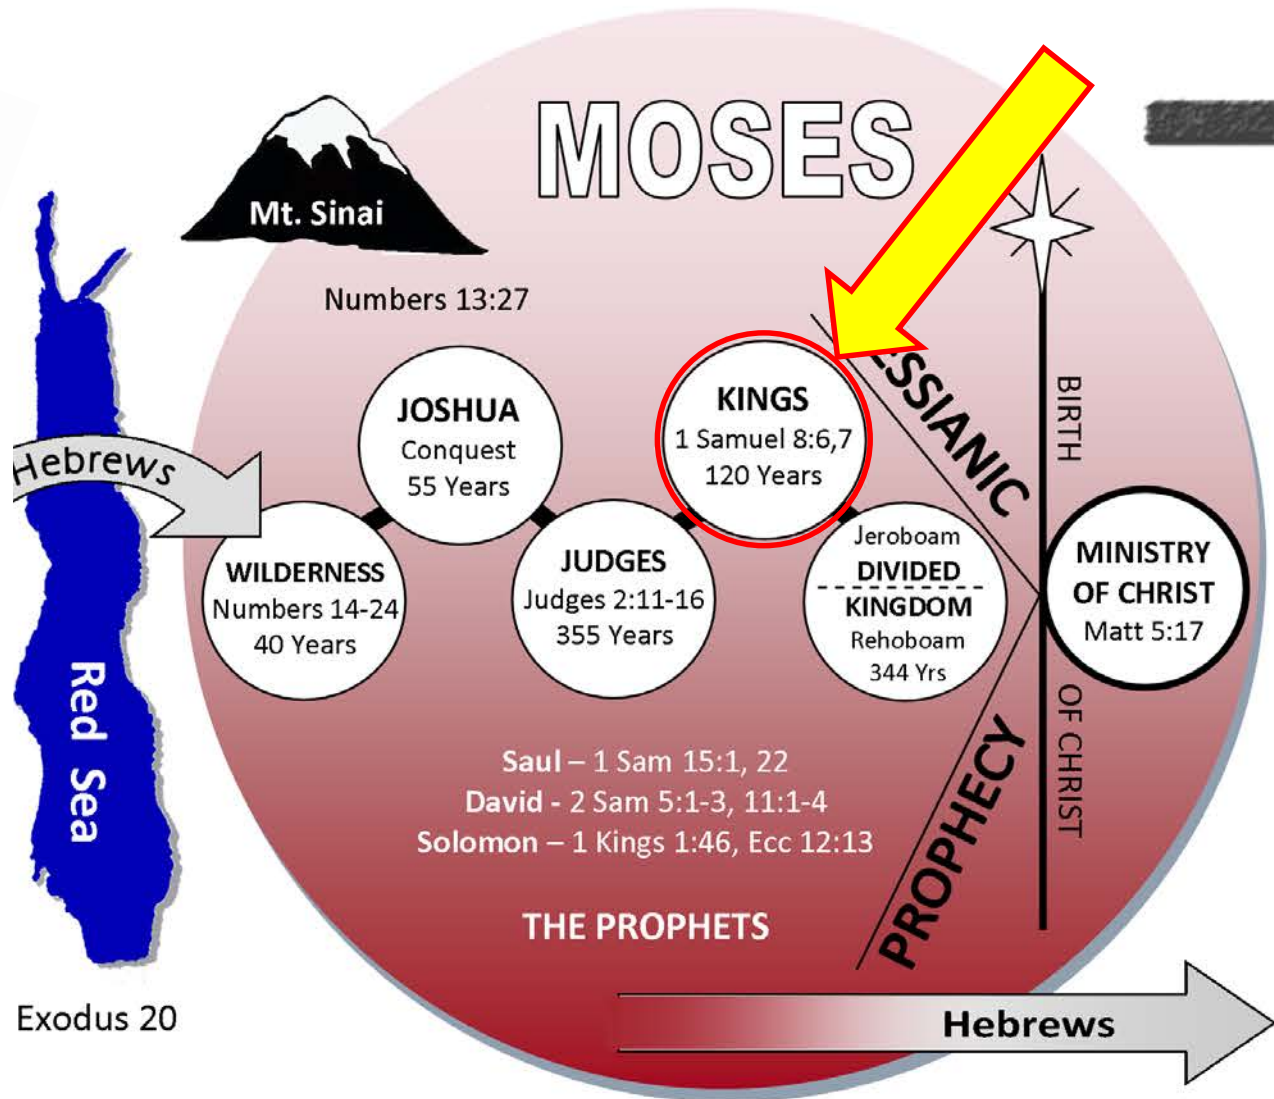 MOSES
Mt. Sinai
Numbers 13:27
Hebrews
JOSHUA
Conquest
55 Years
KINGS
1 Samuel 8:6,7
120 Years
WILDERNESS
Numbers 14-24
40 Years
JUDGES
Judges 2:11-16
355 Years
Jeroboam
DIVIDED
KINGDOM
Rehoboam
344 Yrs
ESSIANIC
PROPHECY
BIRTH
OF CHRIST
MINISTRY
OF CHRIST
Matt 5:17
Red Sea
Saul – 1 Sam 15:1, 22
David - 2 Sam 5:1-3, 11:1-4
Solomon – 1 Kings 1:46, Ecc 12:13
THE PROPHETS
Exodus 20
Hebrews